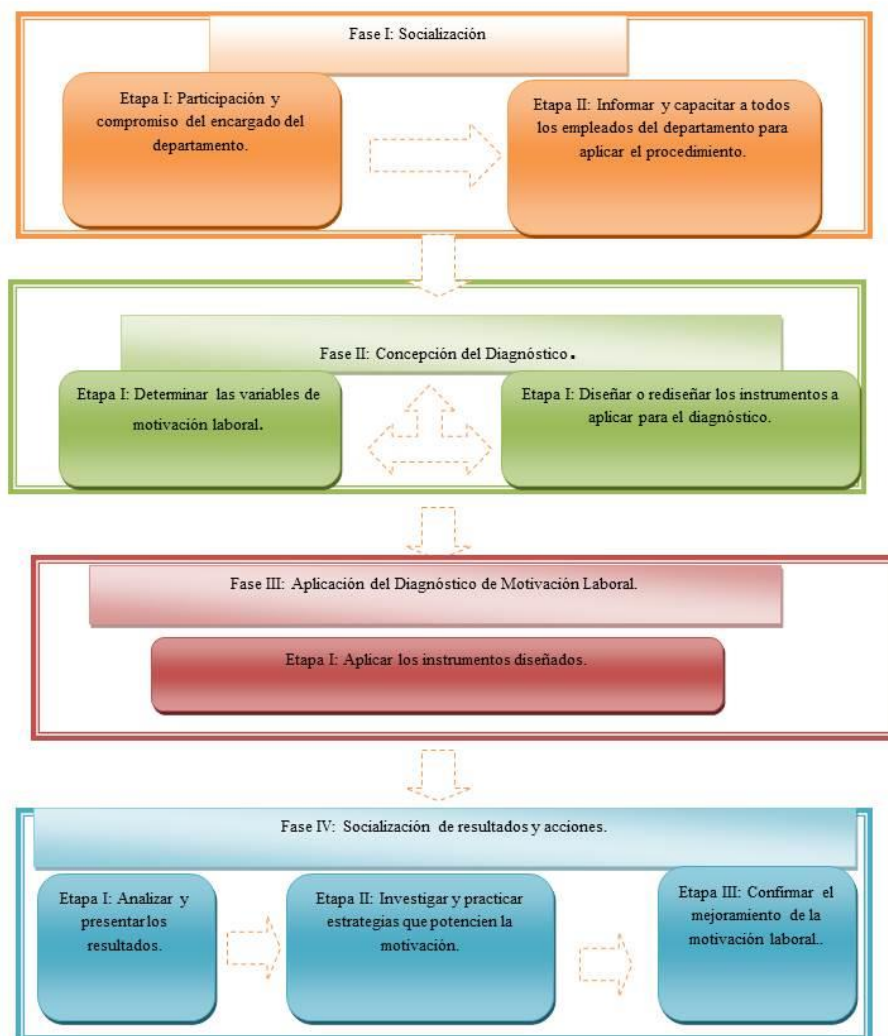 Fase I: Socialización
Etapa I: Participación y
compromiso del encargado del
departamento.
Etapa II: Informar y capacitar a todos
los empleados del departamento para
aplicar el procedimiento.
Fase II: Concepción del Diagnóstico.
Etapa I: Determinar las variables de
motivación laboral.
Etapa I: Diseñar o rediseñar los instrumentos a
aplicar para el diagnóstico.
Fase III: Aplicación del Diagnóstico de Motivación Laboral.
Etapa I: Aplicar los instrumentos diseñados.
Fase IV: Socialización de resultados y acciones.
Etapa I: Analizar y
presentar los
resultados.
Etapa II: Investigar y practicar
estrategias que potencien la
motivación.
Etapa III: Confirmar el
mejoramiento de la
motivación laboral..